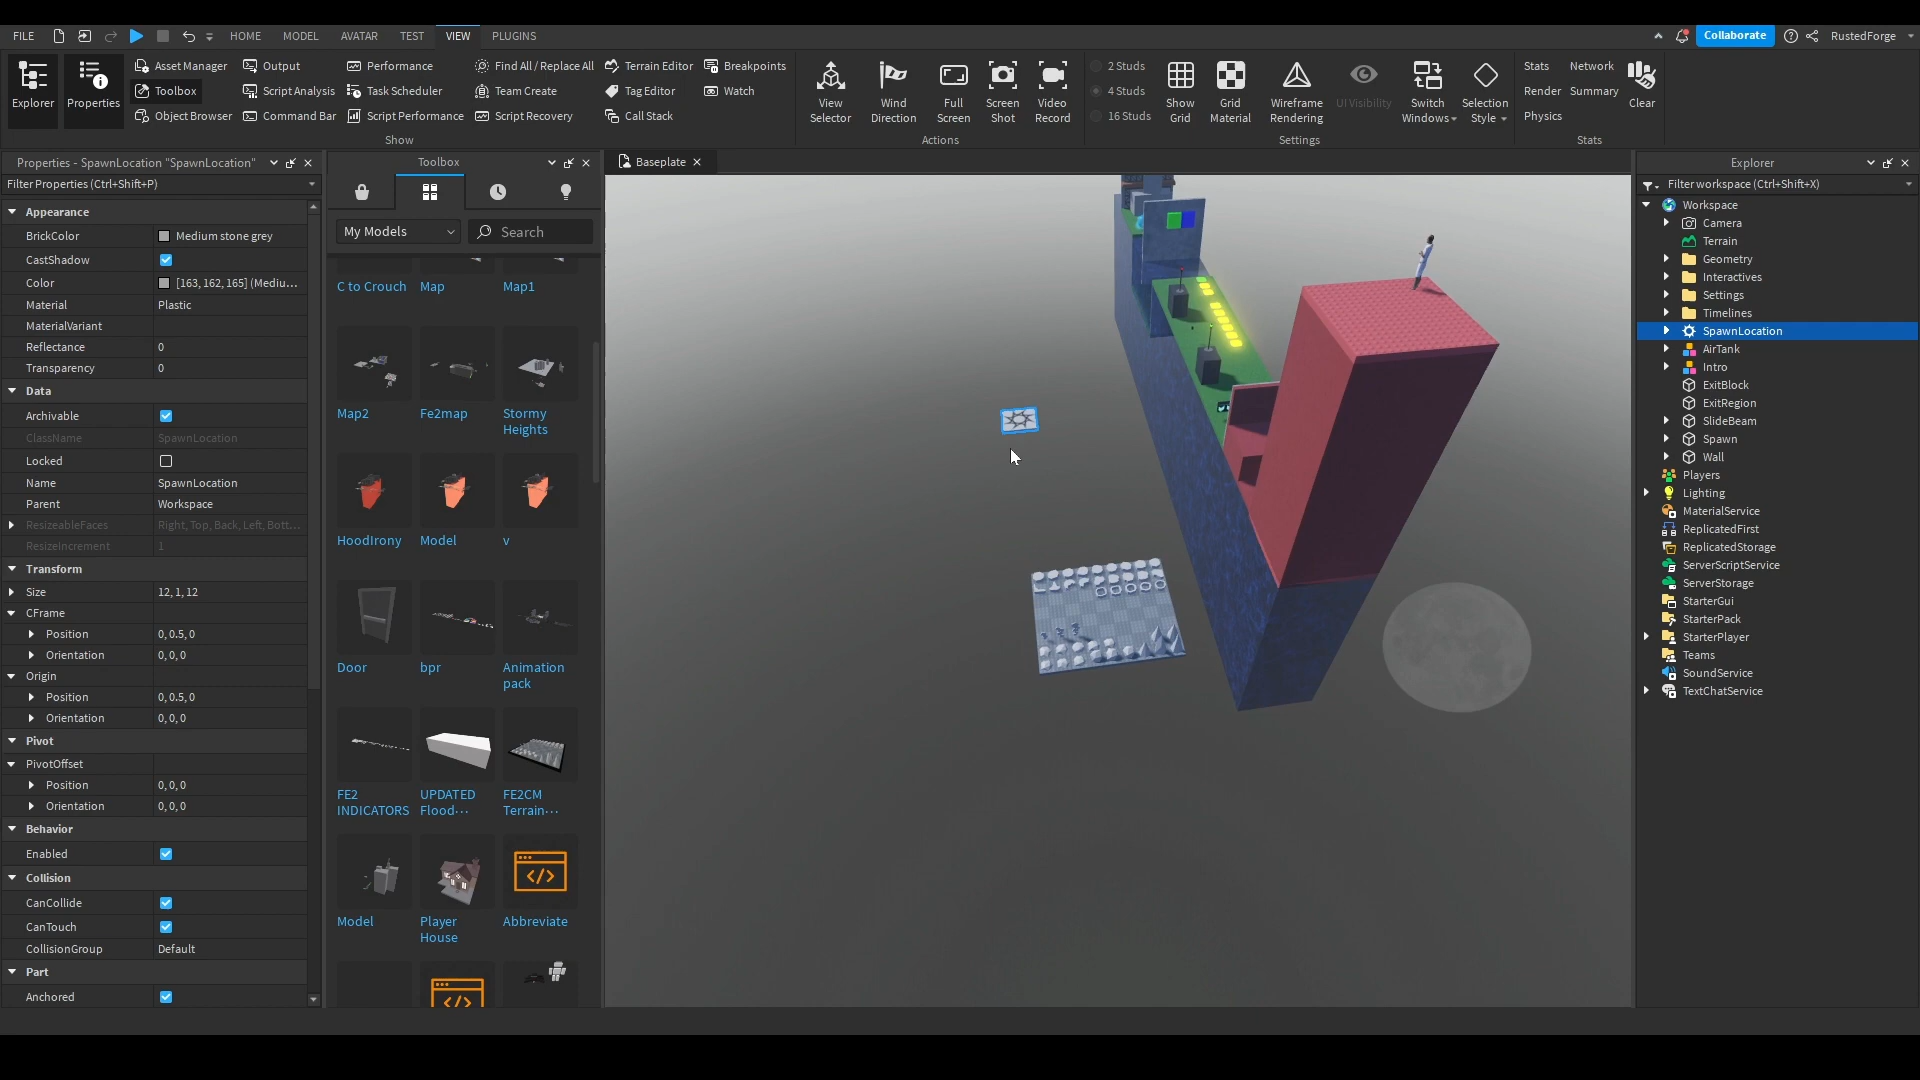 FILE HOME MODEL AVATAR TEST VIEW PLUGINS Collaborate RustedForge
Explorer Properties
Asset Manager Output Performance Find All / Replace All Terrain Editor Breakpoints
Toolbox Script Analysis Task Scheduler Team Create Tag Editor Watch
Object Browser Command Bar Script Performance Script Recovery Call Stack
Show
View Selector Wind Direction Full Screen Screen Shot Video Record
Actions
2 Studs
4 Studs
16 Studs
Show Grid Grid Material Wireframe Rendering UI Visibility Switch Windows Selection Style
Settings
Stats Network
Render Summary
Physics
Clear
Stats
Properties - SpawnLocation "SpawnLocation"
Filter Properties (Ctrl+Shift+P)
Appearance
BrickColor Medium stone grey
CastShadow
Color [163, 162, 165] (Mediu...
Material Plastic
MaterialVariant
Reflectance 0
Transparency 0
Data
Archivable
ClassName SpawnLocation
Locked
Name SpawnLocation
Parent Workspace
ResizeableFaces Right, Top, Back, Left, Bott...
ResizeIncrement 1
Transform
Size 12, 1, 12
CFrame
Position 0, 0.5, 0
Orientation 0, 0, 0
Origin
Position 0, 0.5, 0
Orientation 0, 0, 0
Pivot
PivotOffset
Position 0, 0, 0
Orientation 0, 0, 0
Behavior
Enabled
Collision
CanCollide
CanTouch
CollisionGroup Default
Part
Anchored
Toolbox
My Models Search
C to Crouch Map Map1
Map2 Fe2map Stormy Heights
HoodIrony Model v
Door bpr Animation pack
FE2 INDICATORS UPDATED Flood... FE2CM Terrain...
Model Player House Abbreviate
Baseplate
Explorer
Filter workspace (Ctrl+Shift+X)
Workspace
Camera
Terrain
Geometry
Interactives
Settings
Timelines
SpawnLocation
AirTank
Intro
ExitBlock
ExitRegion
SlideBeam
Spawn
Wall
Players
Lighting
MaterialService
ReplicatedFirst
ReplicatedStorage
ServerScriptService
ServerStorage
StarterGui
StarterPack
StarterPlayer
Teams
SoundService
TextChatService